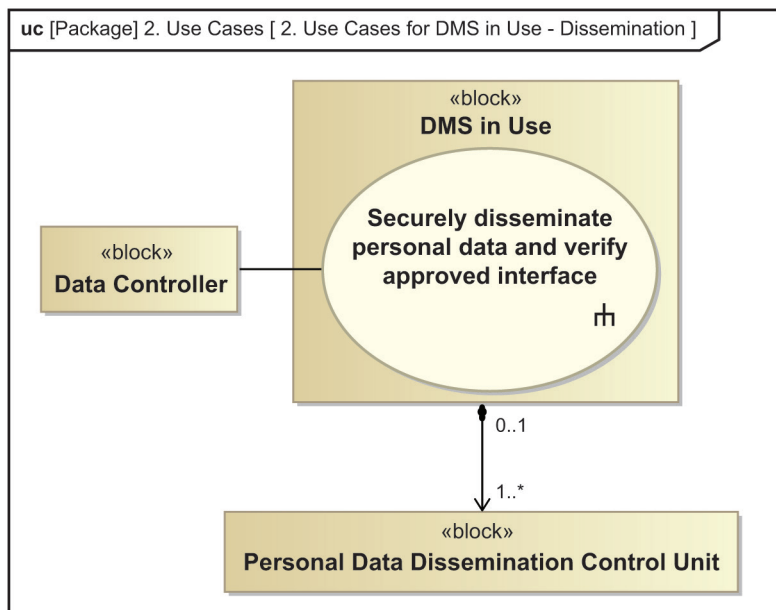 uc [Package] 2. Use Cases [ 2. Use Cases for DMS in Use - Dissemination ]
«block»
DMS in Use
Securely disseminate
personal data and verify
approved interface
«block»
Data Controller
0..1
1..*
«block»
Personal Data Dissemination Control Unit